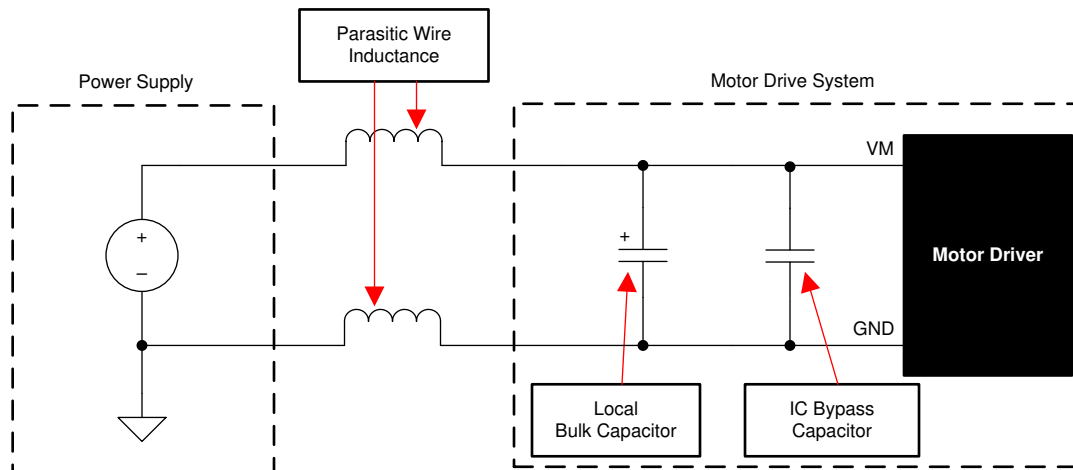 Parasitic Wire
Inductance
Power Supply
Motor Drive System
VM
+
–
+
Motor Driver
GND
Local
Bulk Capacitor
IC Bypass
Capacitor